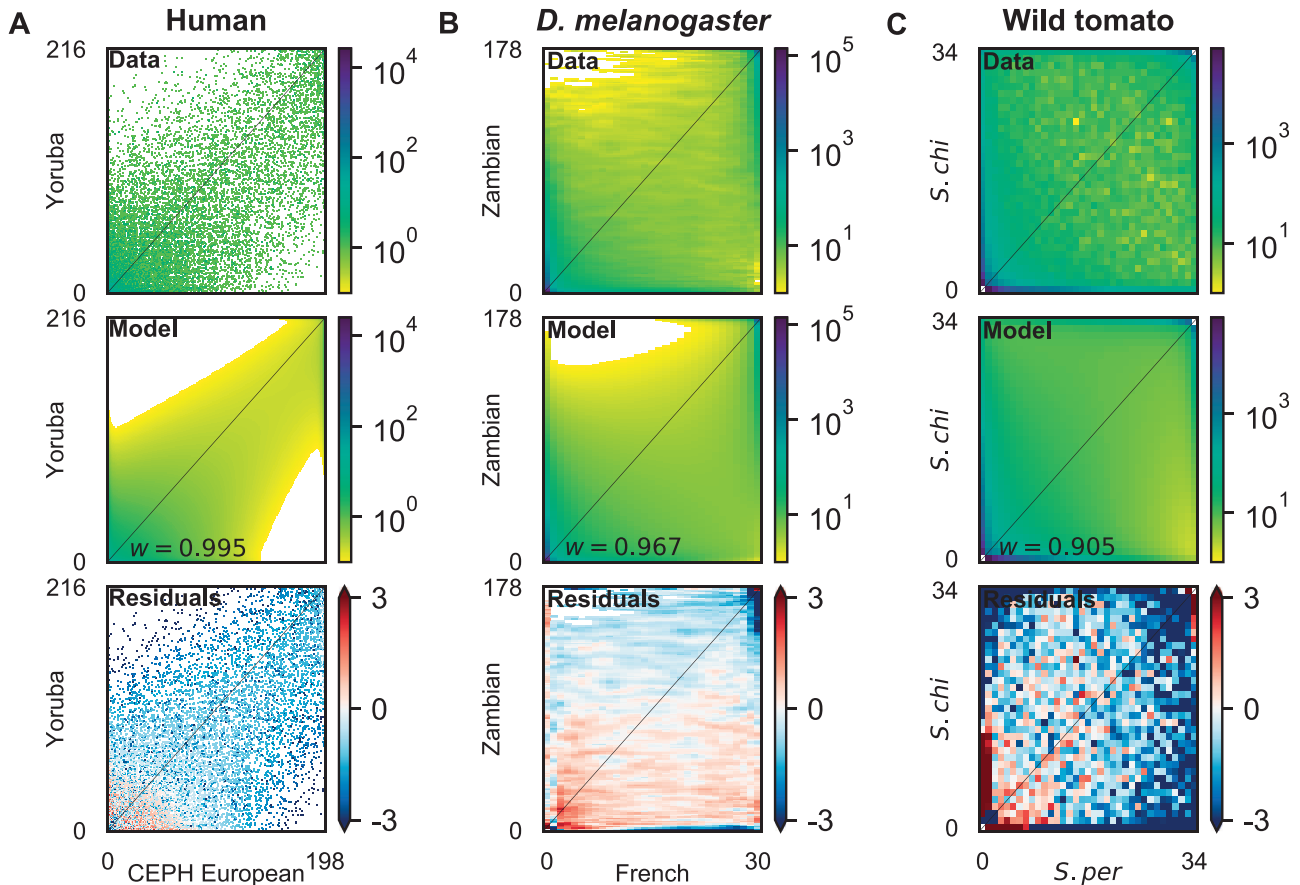 A
Human
216
Data
Yoruba
0
10^4
10^2
10^0
216
Model
Yoruba
w = 0.995
0
10^4
10^2
10^0
216
Residuals
Yoruba
0
3
0
-3
0
198
CEPH European
B
D. melanogaster
178
Data
Zambian
0
10^5
10^3
10^1
178
Model
Zambian
w = 0.967
0
10^5
10^3
10^1
178
Residuals
Zambian
0
3
0
-3
0
30
French
C
Wild tomato
34
Data
S. chi
0
10^3
10^1
34
Model
S. chi
w = 0.905
0
10^3
10^1
34
Residuals
S. chi
0
3
0
-3
0
34
S. per